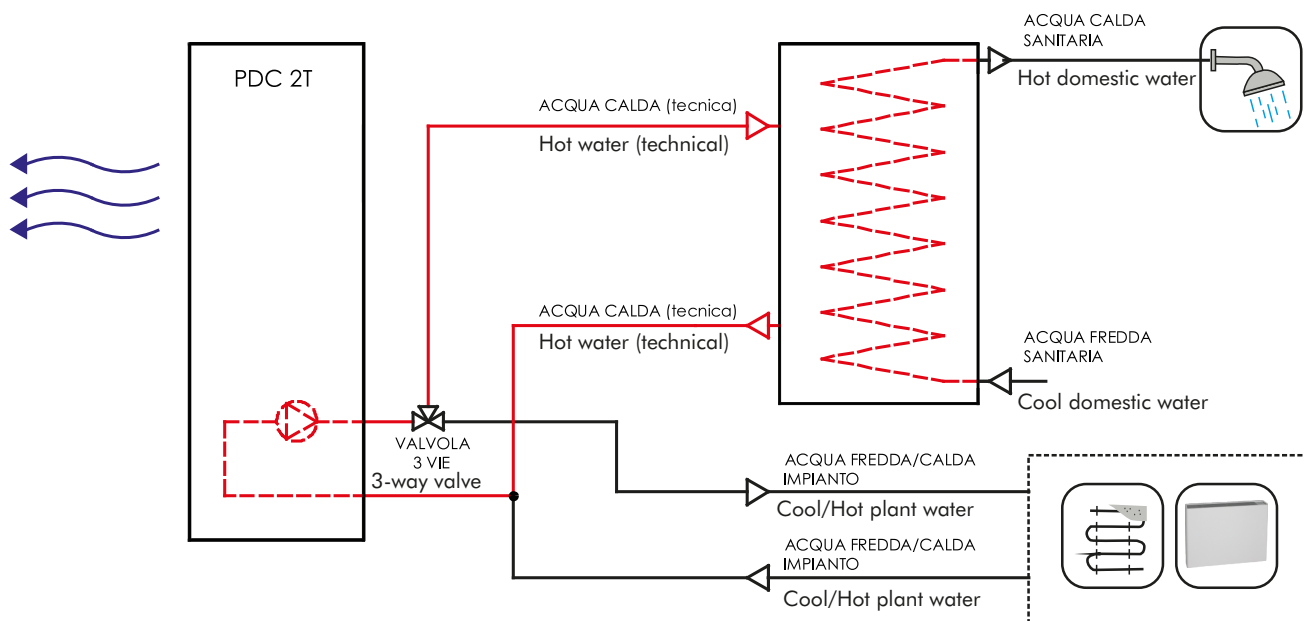 PDC 2T
ACQUA CALDA (tecnica)
Hot water (technical)
ACQUA CALDA (tecnica)
Hot water (technical)
VALVOLA
3 VIE
3-way valve
ACQUA CALDA
SANITARIA
Hot domestic water
ACQUA FREDDA
SANITARIA
Cool domestic water
ACQUA FREDDA/CALDA
IMPIANTO
Cool/Hot plant water
ACQUA FREDDA/CALDA
IMPIANTO
Cool/Hot plant water